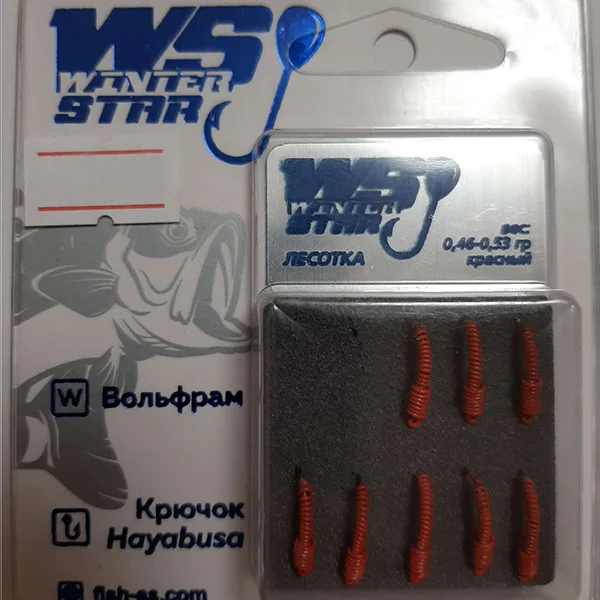 WS
WINTER
STAR
WS
WINTER
STAR
ЛЕСОТКА
вес:
0,46-0,53 гр
красный
W Вольфрам
Крючок
Hayabusa
fish-es.com